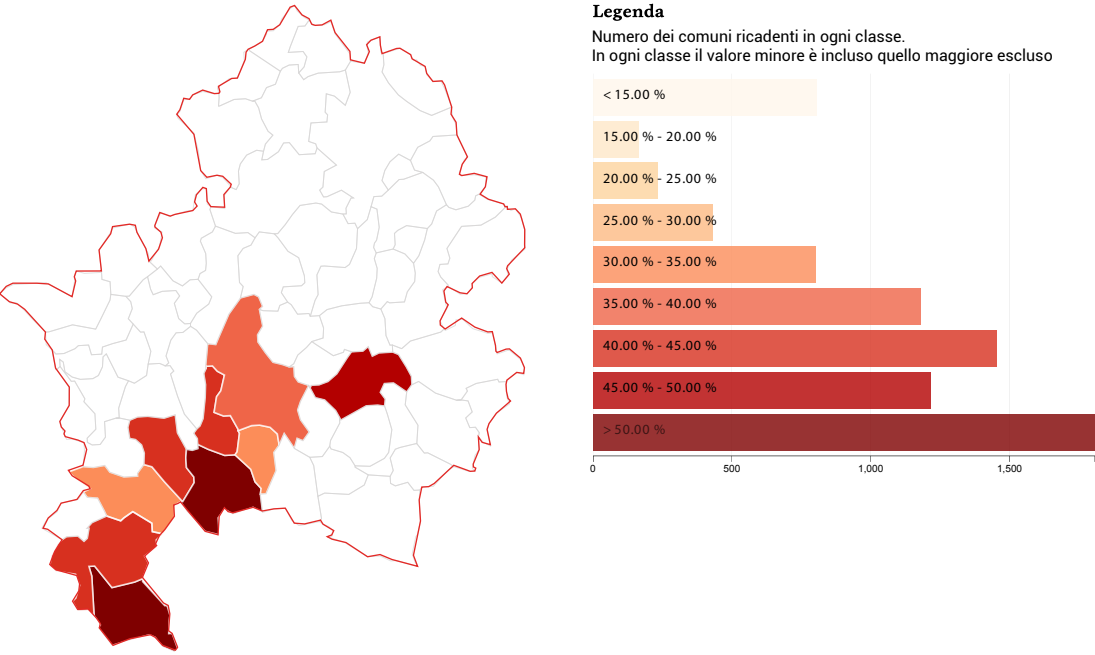 Legenda
Numero dei comuni ricadenti in ogni classe.
In ogni classe il valore minore è incluso quello maggiore escluso
< 15.00 %
15.00 % - 20.00 %
20.00 % - 25.00 %
25.00 % - 30.00 %
30.00 % - 35.00 %
35.00 % - 40.00 %
40.00 % - 45.00 %
45.00 % - 50.00 %
> 50.00 %
0 500 1,000 1,500